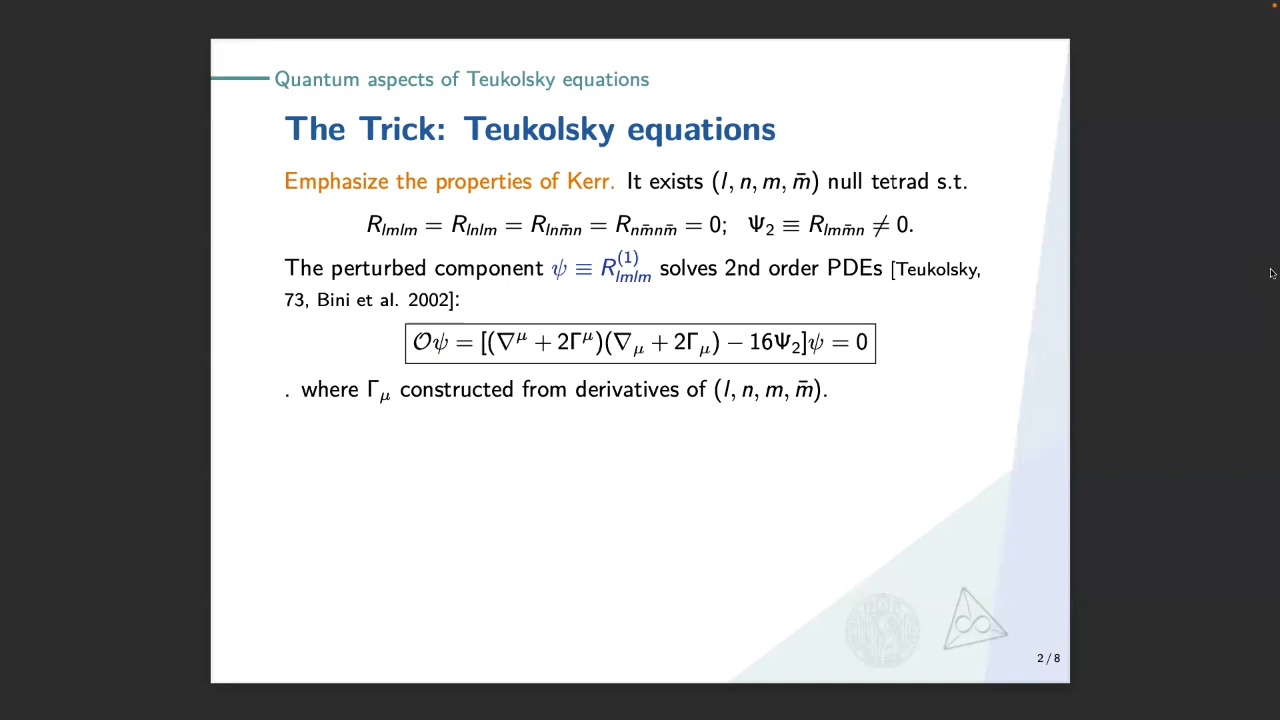 Quantum aspects of Teukolsky equations
The Trick: Teukolsky equations
Emphasize the properties of Kerr. It exists (l, n, m, m̄) null tetrad s.t.
R_{lmlm} = R_{lnlm} = R_{lnm̄n} = R_{nm̄nm̄} = 0; Ψ₂ ≡ R_{lmm̄n} ≠ 0.
The perturbed component ψ ≡ R^{(1)}_{lmlm} solves 2nd order PDEs [Teukolsky,
73, Bini et al. 2002]:
𝒪ψ = [(∇^μ + 2Γ^μ)(∇_μ + 2Γ_μ) − 16Ψ₂]ψ = 0
. where Γ_μ constructed from derivatives of (l, n, m, m̄).
2 / 8